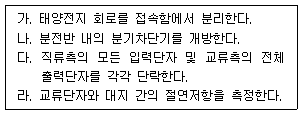 가. 태양전지 회로를 접속함에서 분리한다.
나. 분전반 내의 분기차단기를 개방한다.
다. 직류측의 모든 입력단자 및 교류측의 전체
출력단자를 각각 단락한다.
라. 교류단자와 대지 간의 절연저항을 측정한다.